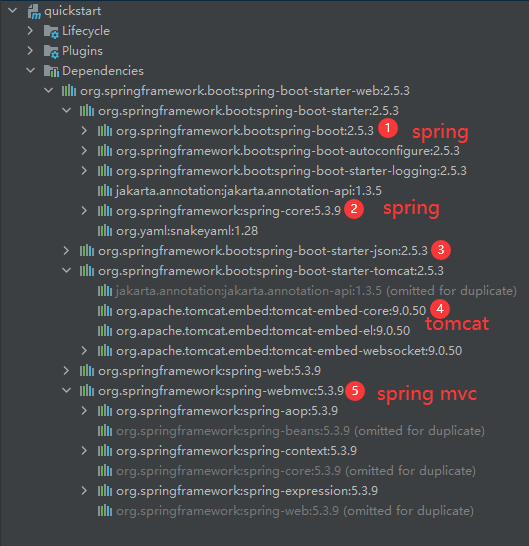 quickstart
Lifecycle
Plugins
Dependencies
org.springframework.boot:spring-boot-starter-web:2.5.3
org.springframework.boot:spring-boot-starter:2.5.3
org.springframework.boot:spring-boot:2.5.3 1 spring
org.springframework.boot:spring-boot-autoconfigure:2.5.3
org.springframework.boot:spring-boot-starter-logging:2.5.3
jakarta.annotation:jakarta.annotation-api:1.3.5
org.springframework:spring-core:5.3.9 2 spring
org.yaml:snakeyaml:1.28
org.springframework.boot:spring-boot-starter-json:2.5.3 3
org.springframework.boot:spring-boot-starter-tomcat:2.5.3
jakarta.annotation:jakarta.annotation-api:1.3.5 (omitted for duplicate)
org.apache.tomcat.embed:tomcat-embed-core:9.0.50 4
org.apache.tomcat.embed:tomcat-embed-el:9.0.50 tomcat
org.apache.tomcat.embed:tomcat-embed-websocket:9.0.50
org.springframework:spring-web:5.3.9
org.springframework:spring-webmvc:5.3.9 5 spring mvc
org.springframework:spring-aop:5.3.9
org.springframework:spring-beans:5.3.9 (omitted for duplicate)
org.springframework:spring-context:5.3.9
org.springframework:spring-core:5.3.9 (omitted for duplicate)
org.springframework:spring-expression:5.3.9
org.springframework:spring-web:5.3.9 (omitted for duplicate)